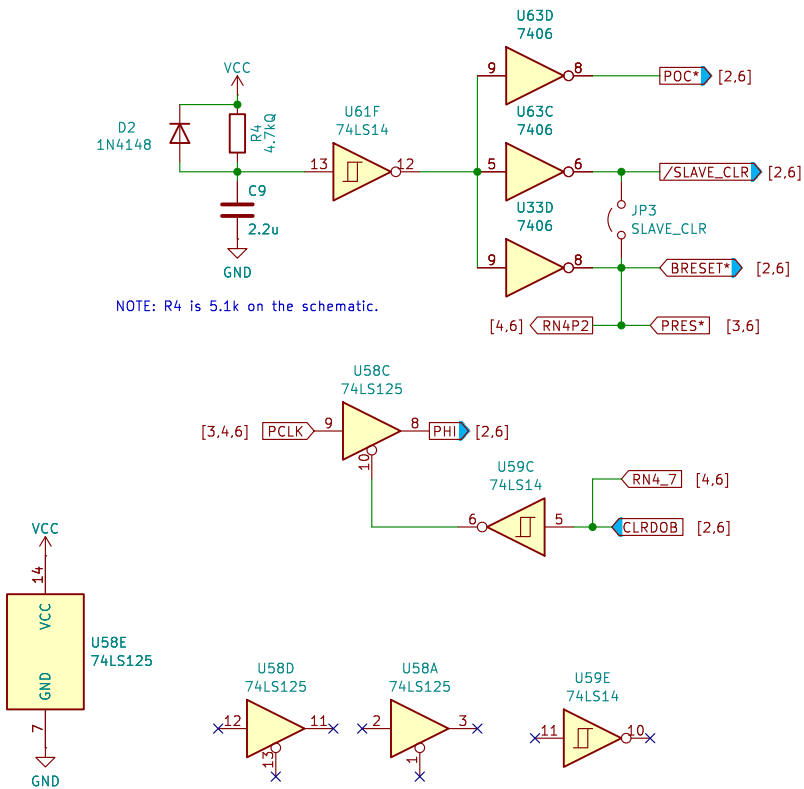 U63D
7406
9
8
POC*
[2,6]
VCC
D2
1N4148
R4
4.7kΩ
U61F
74LS14
13
12
U63C
7406
5
6
/SLAVE_CLR
[2,6]
C9
2.2u
GND
U33D
7406
9
8
JP3
SLAVE_CLR
BRESET*
[2,6]
NOTE: R4 is 5.1k on the schematic.
[4,6]
RN4P2
PRES*
[3,6]
U58C
74LS125
[3,4,6]
PCLK
9
8
10
PHI
[2,6]
U59C
74LS14
6
5
RN4_7
[4,6]
CLRDOB
[2,6]
VCC
14
VCC
GND
7
GND
U58E
74LS125
U58D
74LS125
12
11
13
U58A
74LS125
2
3
1
U59E
74LS14
11
10